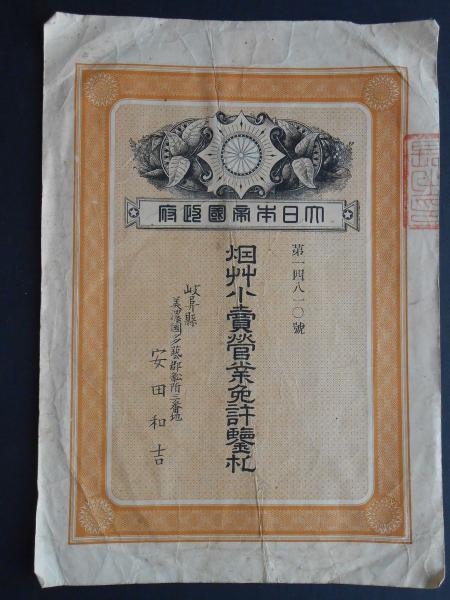 大日本帝國政府
第一四八一〇號
烟艸小賣營業免許鑒札
岐阜縣
美濃國多藝郡舩附三番地
安田和吉